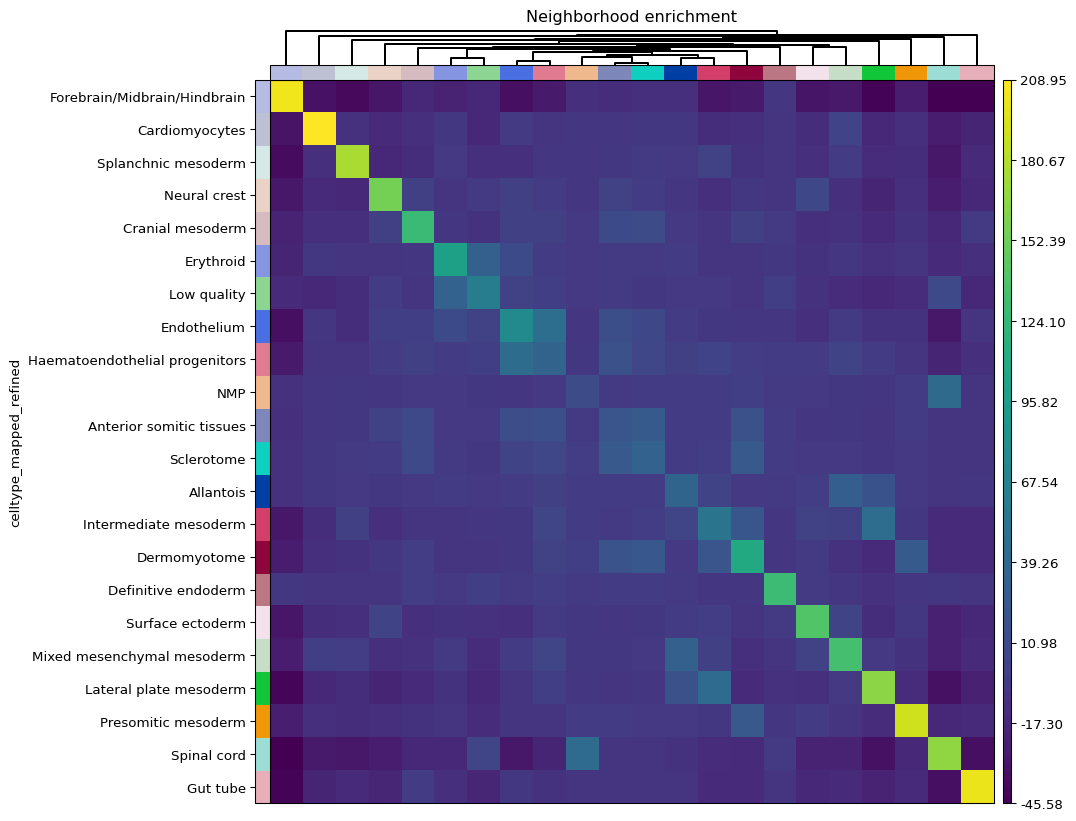 Neighborhood enrichment
celltype_mapped_refined
Forebrain/Midbrain/Hindbrain
Cardiomyocytes
Splanchnic mesoderm
Neural crest
Cranial mesoderm
Erythroid
Low quality
Endothelium
Haematoendothelial progenitors
NMP
Anterior somitic tissues
Sclerotome
Allantois
Intermediate mesoderm
Dermomyotome
Definitive endoderm
Surface ectoderm
Mixed mesenchymal mesoderm
Lateral plate mesoderm
Presomitic mesoderm
Spinal cord
Gut tube
208.95
180.67
152.39
124.10
95.82
67.54
39.26
10.98
-17.30
-45.58